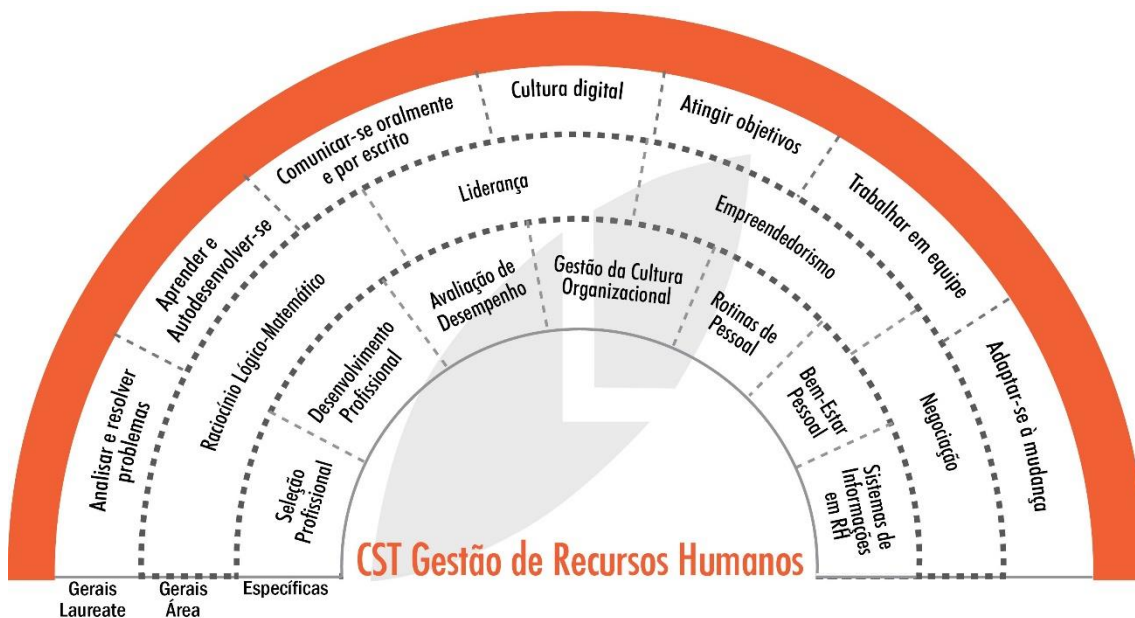 Analisar e resolver
problemas
Aprender e
Autodesenvolver-se
Comunicar-se oralmente
e por escrito
Cultura digital
Atingir objetivos
Trabalhar em equipe
Adaptar-se à mudança
Raciocínio Lógico-Matemático
Liderança
Empreendedorismo
Negociação
Seleção
Profissional
Desenvolvimento
Profissional
Avaliação de
Desempenho
Gestão da Cultura
Organizacional
Rotinas de
Pessoal
Bem-Estar
Pessoal
Sistemas de
Informações
em RH
CST Gestão de Recursos Humanos
Gerais
Laureate
Gerais
Área
Específicas